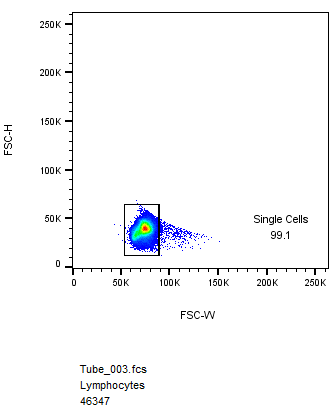 250K
200K
150K
100K
50K
0
FSC-H
Single Cells
99.1
0 50K 100K 150K 200K 250K
FSC-W
Tube_003.fcs
Lymphocytes
46347